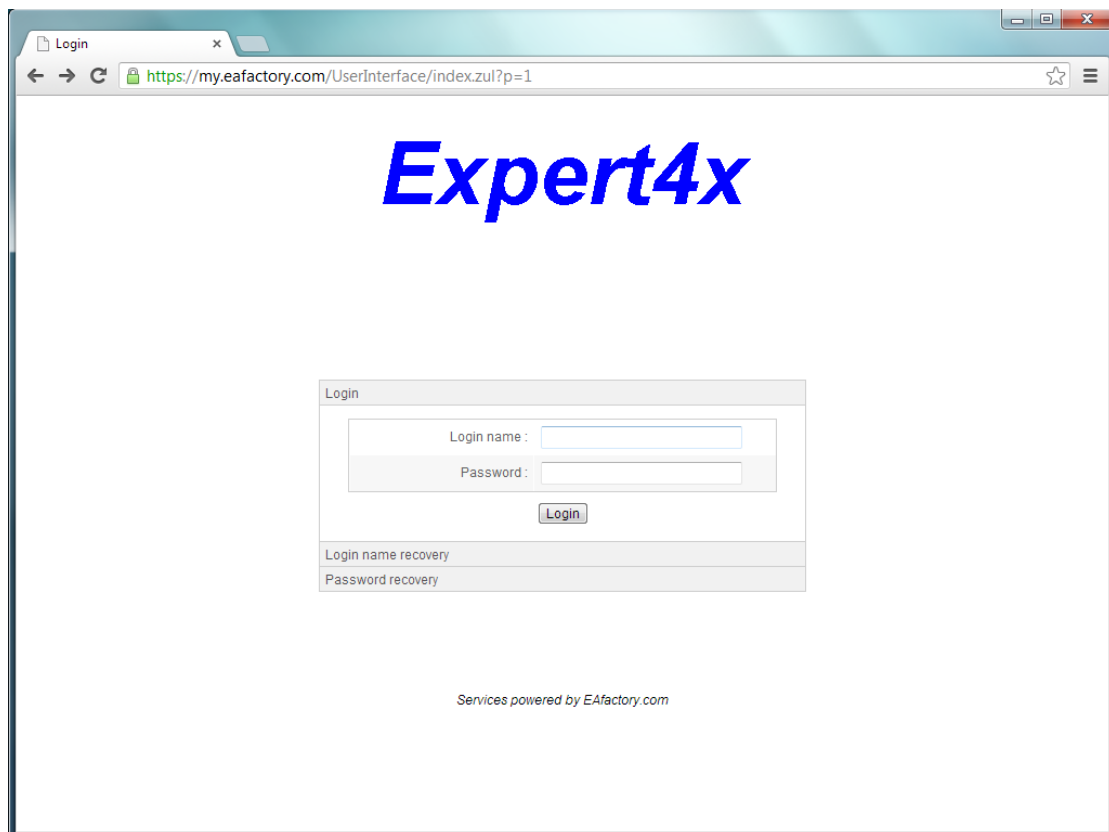 Login
https://my.eafactory.com/UserInterface/index.zul?p=1
Expert4x
Login
Login name :
Password :
Login
Login name recovery
Password recovery
Services powered by EAfactory.com